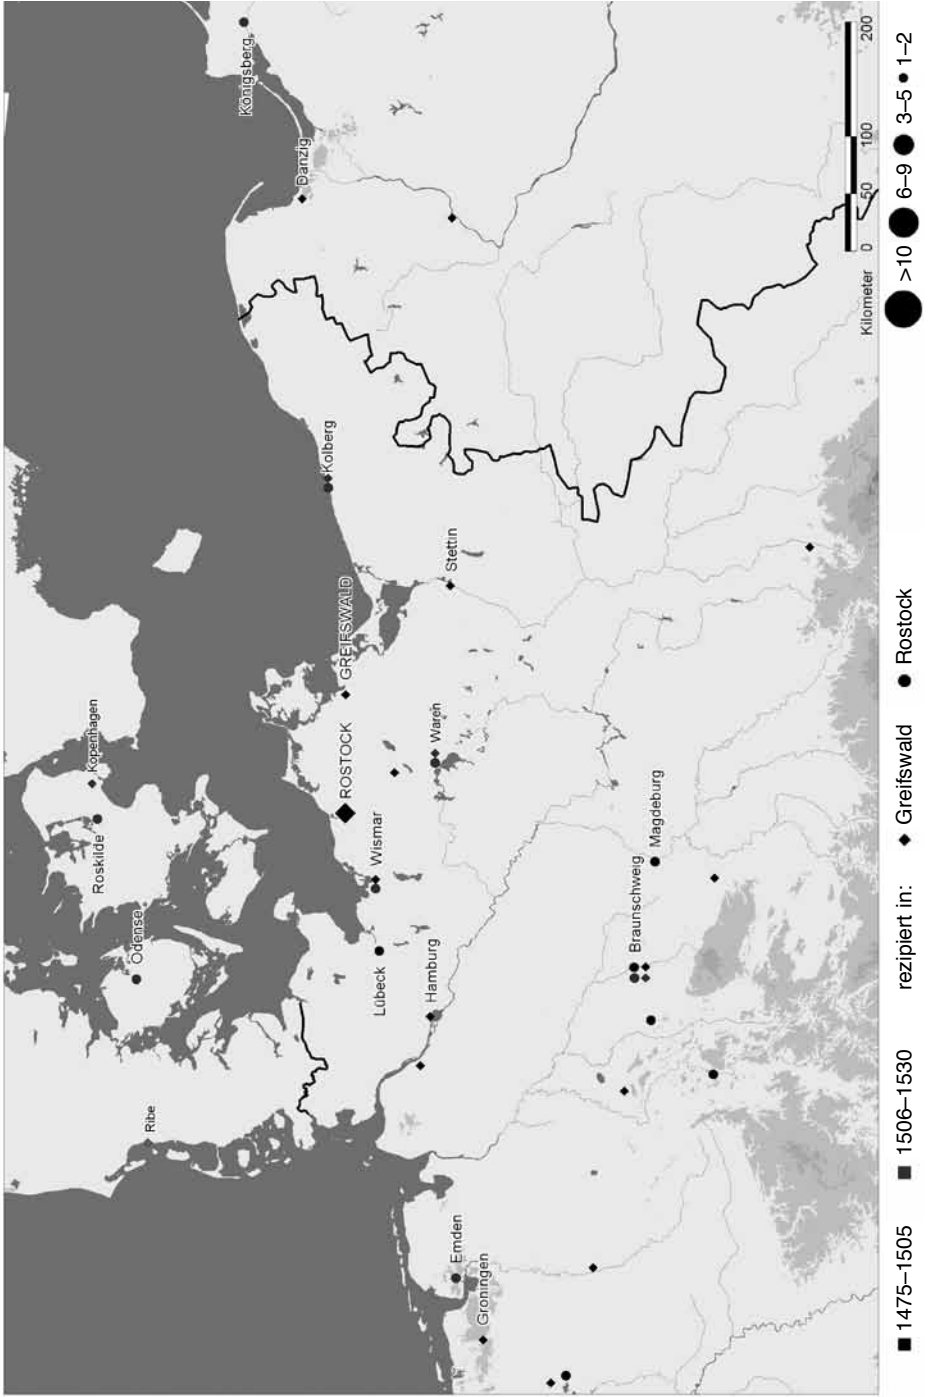 Ribe
Odense
Roskilde
Kopenhagen
Königsberg
Danzig
Kolberg
GREIFSWALD
ROSTOCK
Wismar
Lübeck
Hamburg
Waren
Stettin
Emden
Groningen
Braunschweig
Magdeburg
Kilometer
0 50 100 200
1475–1505 1506–1530 rezipiert in: Greifswald Rostock >10 6–9 3–5 1–2